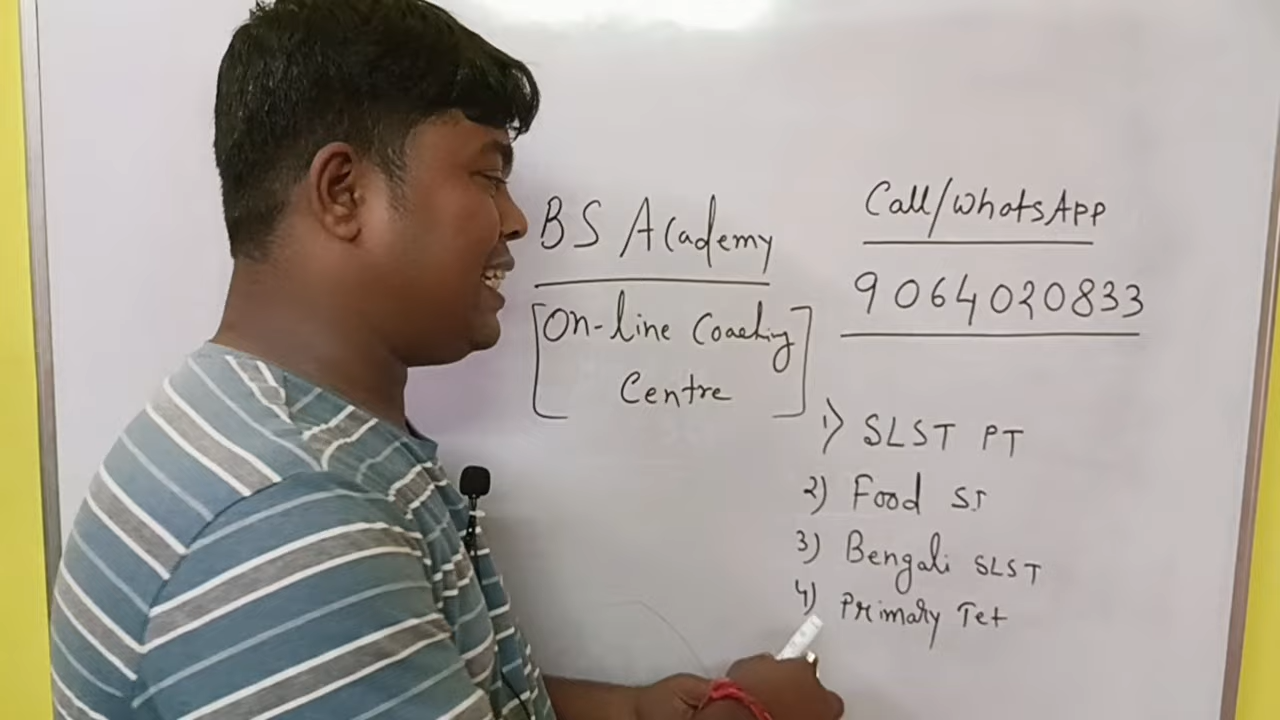 BS Academy
[On-line Coaching
Centre]
Call/WhatsApp
9064020833
1) SLST PT
2) Food SI
3) Bengali SLST
4) Primary Tet